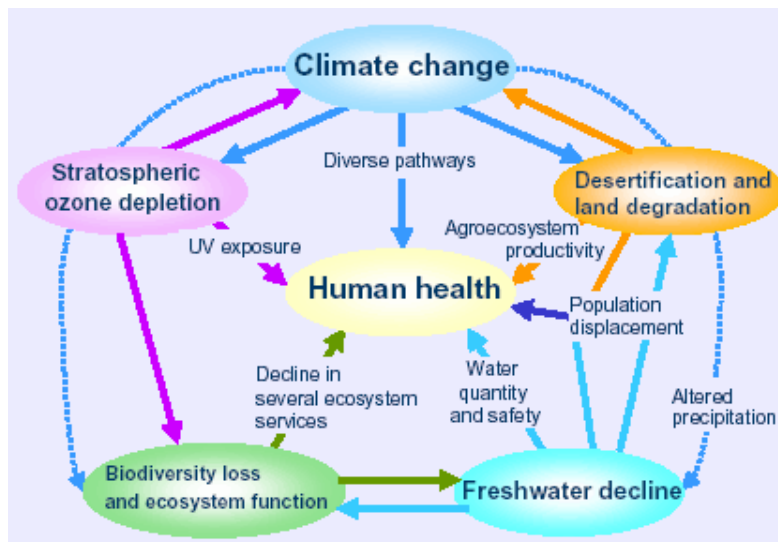 Climate change
Diverse pathways
Stratospheric
ozone depletion
Desertification and
land degradation
UV exposure
Agroecosystem
productivity
Human health
Population
displacement
Decline in
several ecosystem
services
Water
quantity
and safety
Altered
precipitation
Biodiversity loss
and ecosystem function
Freshwater decline